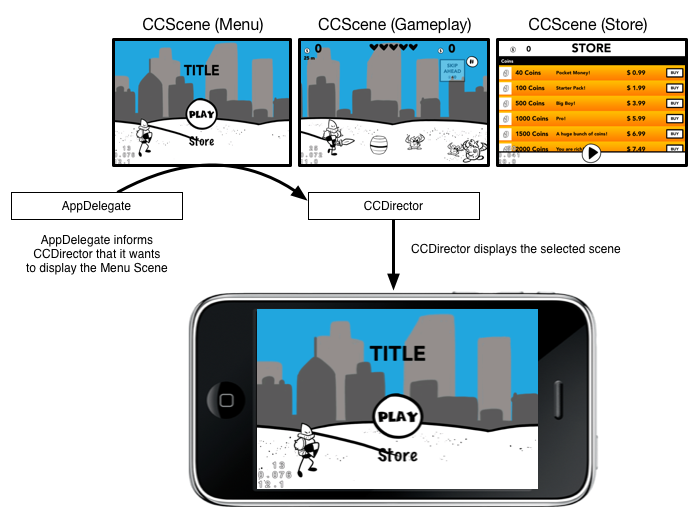 CCScene (Menu)
CCScene (Gameplay)
CCScene (Store)
TITLE
PLAY
Store
13
0.076
12.1
0
0
25 m
SKIP
AHEAD
0
STORE
Coins
40 Coins Pocket Money! $ 0.99 BUY
100 Coins Starter Pack! $ 1.99 BUY
500 Coins Big Boy! $ 3.99 BUY
1000 Coins Pro! $ 5.99 BUY
1500 Coins A huge bunch of coins! $ 6.99 BUY
2000 Coins You are rich $ 7.49 BUY
AppDelegate
CCDirector
AppDelegate informs
CCDirector that it wants
to display the Menu Scene
CCDirector displays the selected scene
TITLE
PLAY
Store
13
0.076
12.1